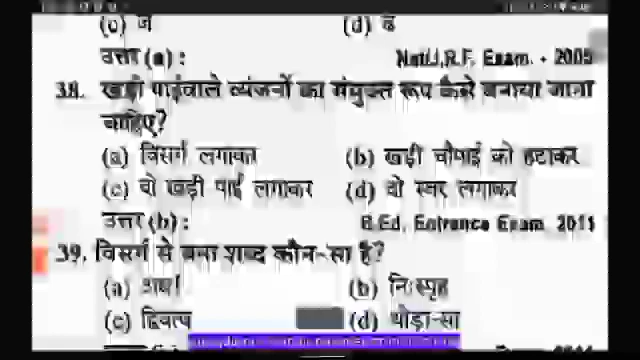 (c) ज (d) ब
उत्तर (a) : Net/J.R.F. Exam. - 2005
38. खड़ी पाईवाले व्यंजनों का संयुक्त रूप कैसे बनाया जाना
चाहिए?
(a) विसर्ग लगाकर (b) खड़ी चौपाई को हटाकर
(c) दो खड़ी पाई लगाकर (d) दो स्वर लगाकर
उत्तर (b) : B.Ed. Entrance Exam 2011
39. विसर्ग से बना शब्द कौन-सा है?
(a) (b) निःस्पृह
(c) द्वित्व (d) थोड़ा-सा